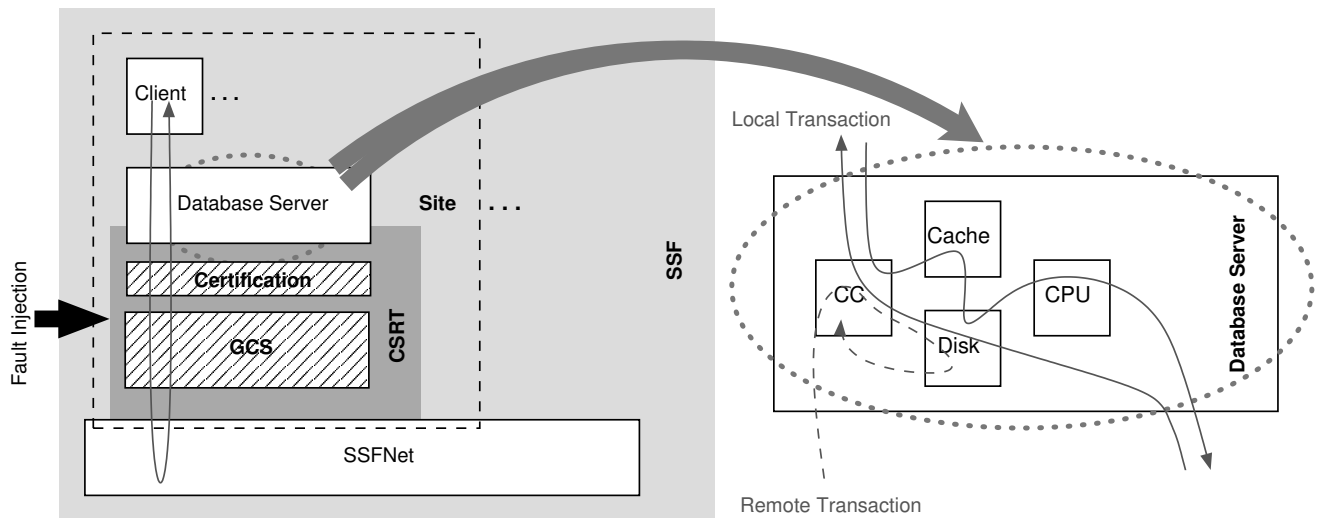 Client
. . .
Local Transaction
Database Server
Site
. . .
SSF
Cache
Certification
CC
CPU
Database Server
Fault Injection
GCS
CSRT
Disk
SSFNet
Remote Transaction